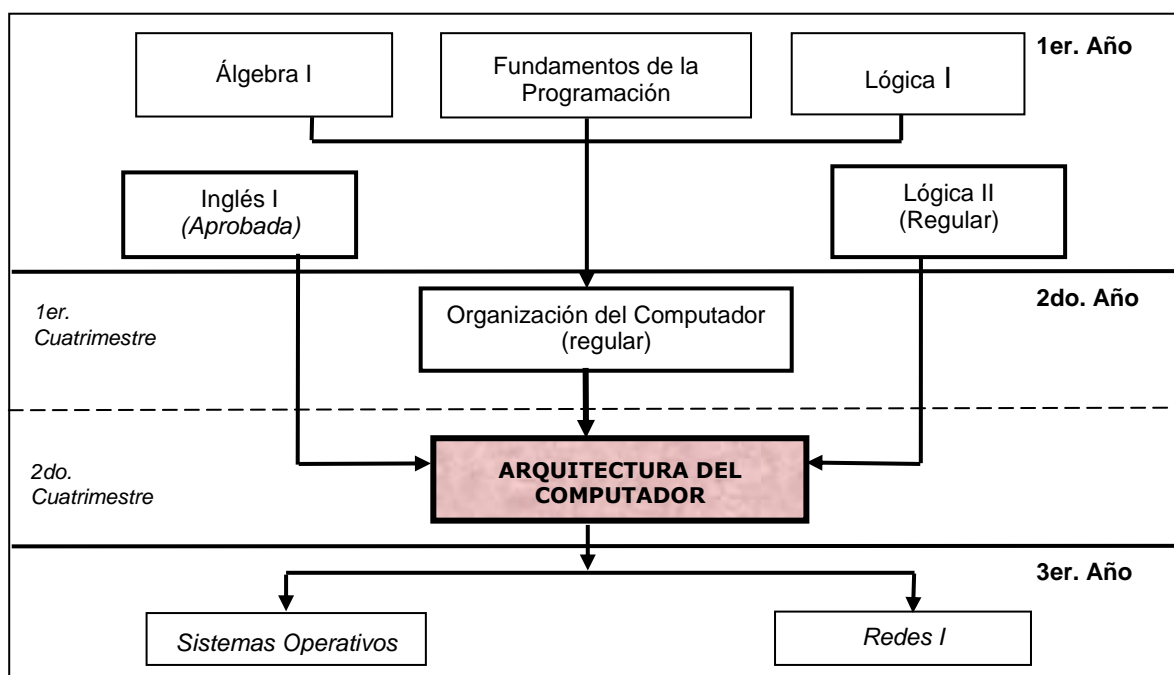 1er. Año
Álgebra I
Fundamentos de la
Programación
Lógica I
Inglés I
(Aprobada)
Lógica II
(Regular)
2do. Año
1er.
Cuatrimestre
Organización del Computador
(regular)
2do.
Cuatrimestre
ARQUITECTURA DEL
COMPUTADOR
3er. Año
Sistemas Operativos
Redes I